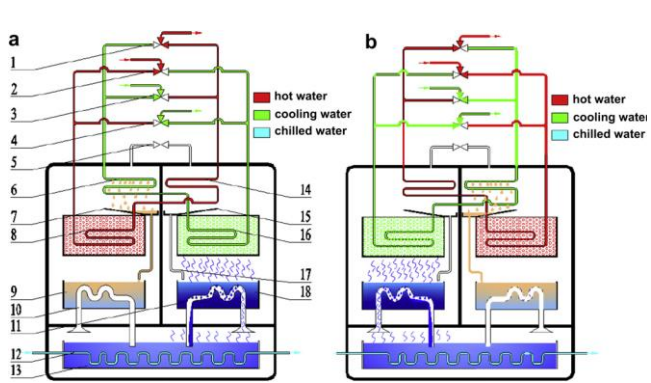 a
b
1
2
3
4
5
6
7
8
9
10
11
12
13
14
15
16
17
18
hot water
cooling water
chilled water
hot water
cooling water
chilled water